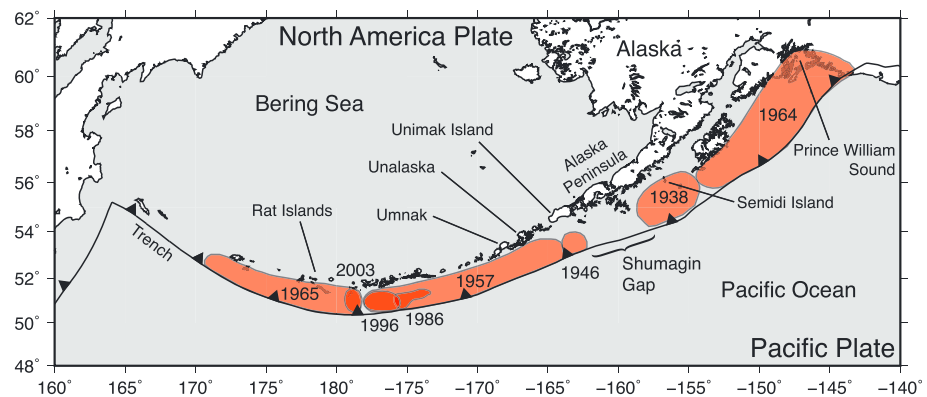 62°
60°
58°
56°
54°
52°
50°
48°
North America Plate
Alaska
Bering Sea
Unimak Island
Alaska
Peninsula
Unalaska
Umnak
Rat Islands
Trench
1964
Prince William
Sound
1938
Semidi Island
2003
1965
1957
1946
Shumagin
Gap
1996
1986
Pacific Ocean
Pacific Plate
160°
165°
170°
175°
180°
−175°
−170°
−165°
−160°
−155°
−150°
−145°
−140°